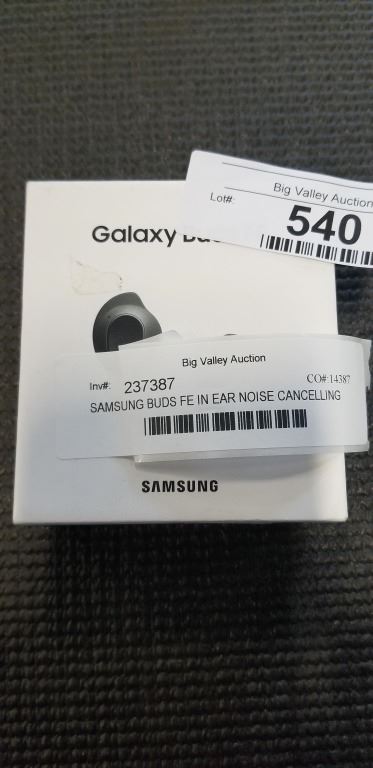 Big Valley Auction
Lot#: 540
Galaxy
Big Valley Auction
Inv#: 237387 CO#:14387
SAMSUNG BUDS FE IN EAR NOISE CANCELLING
SAMSUNG